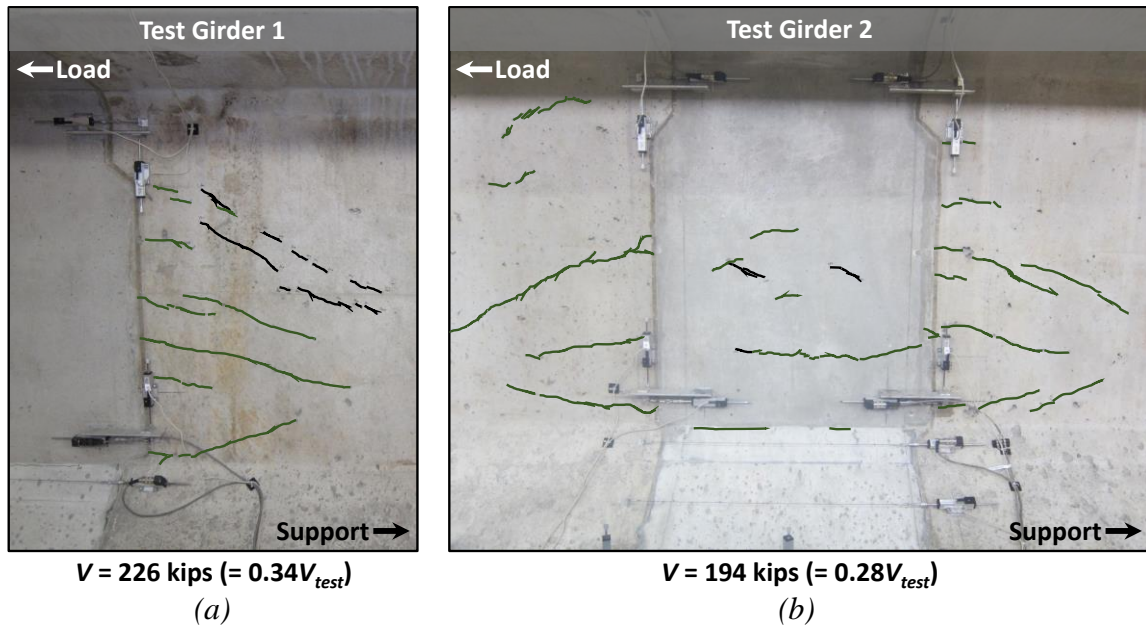 Test Girder 1
← Load
Support →
V = 226 kips (= 0.34V_test)
(a)
Test Girder 2
← Load
Support →
V = 194 kips (= 0.28V_test)
(b)